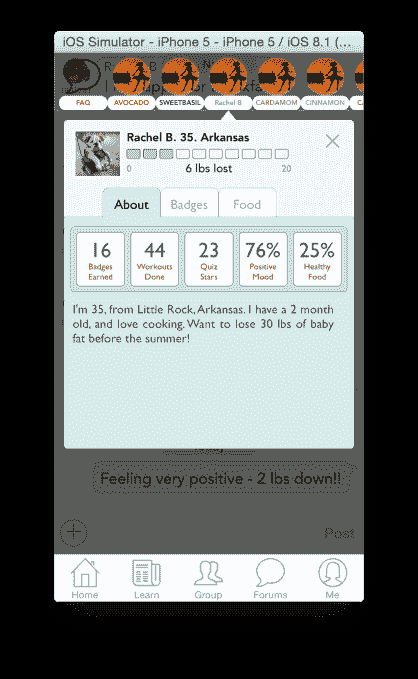 iOS Simulator - iPhone 5 - iPhone 5 / iOS 8.1 (...
FAQ
AVOCADO
SWEETBASIL
Rachel B
CARDAMOM
CINNAMON
Rachel B. 35. Arkansas
0
6 lbs lost
20
About
Badges
Food
16
Badges
Earned
44
Workouts
Done
23
Quiz
Stars
76%
Positive
Mood
25%
Healthy
Food
I'm 35, from Little Rock, Arkansas. I have a 2 month
old, and love cooking. Want to lose 30 lbs of baby
fat before the summer!
Feeling very positive - 2 lbs down!!
Post
Home
Learn
Group
Forums
Me